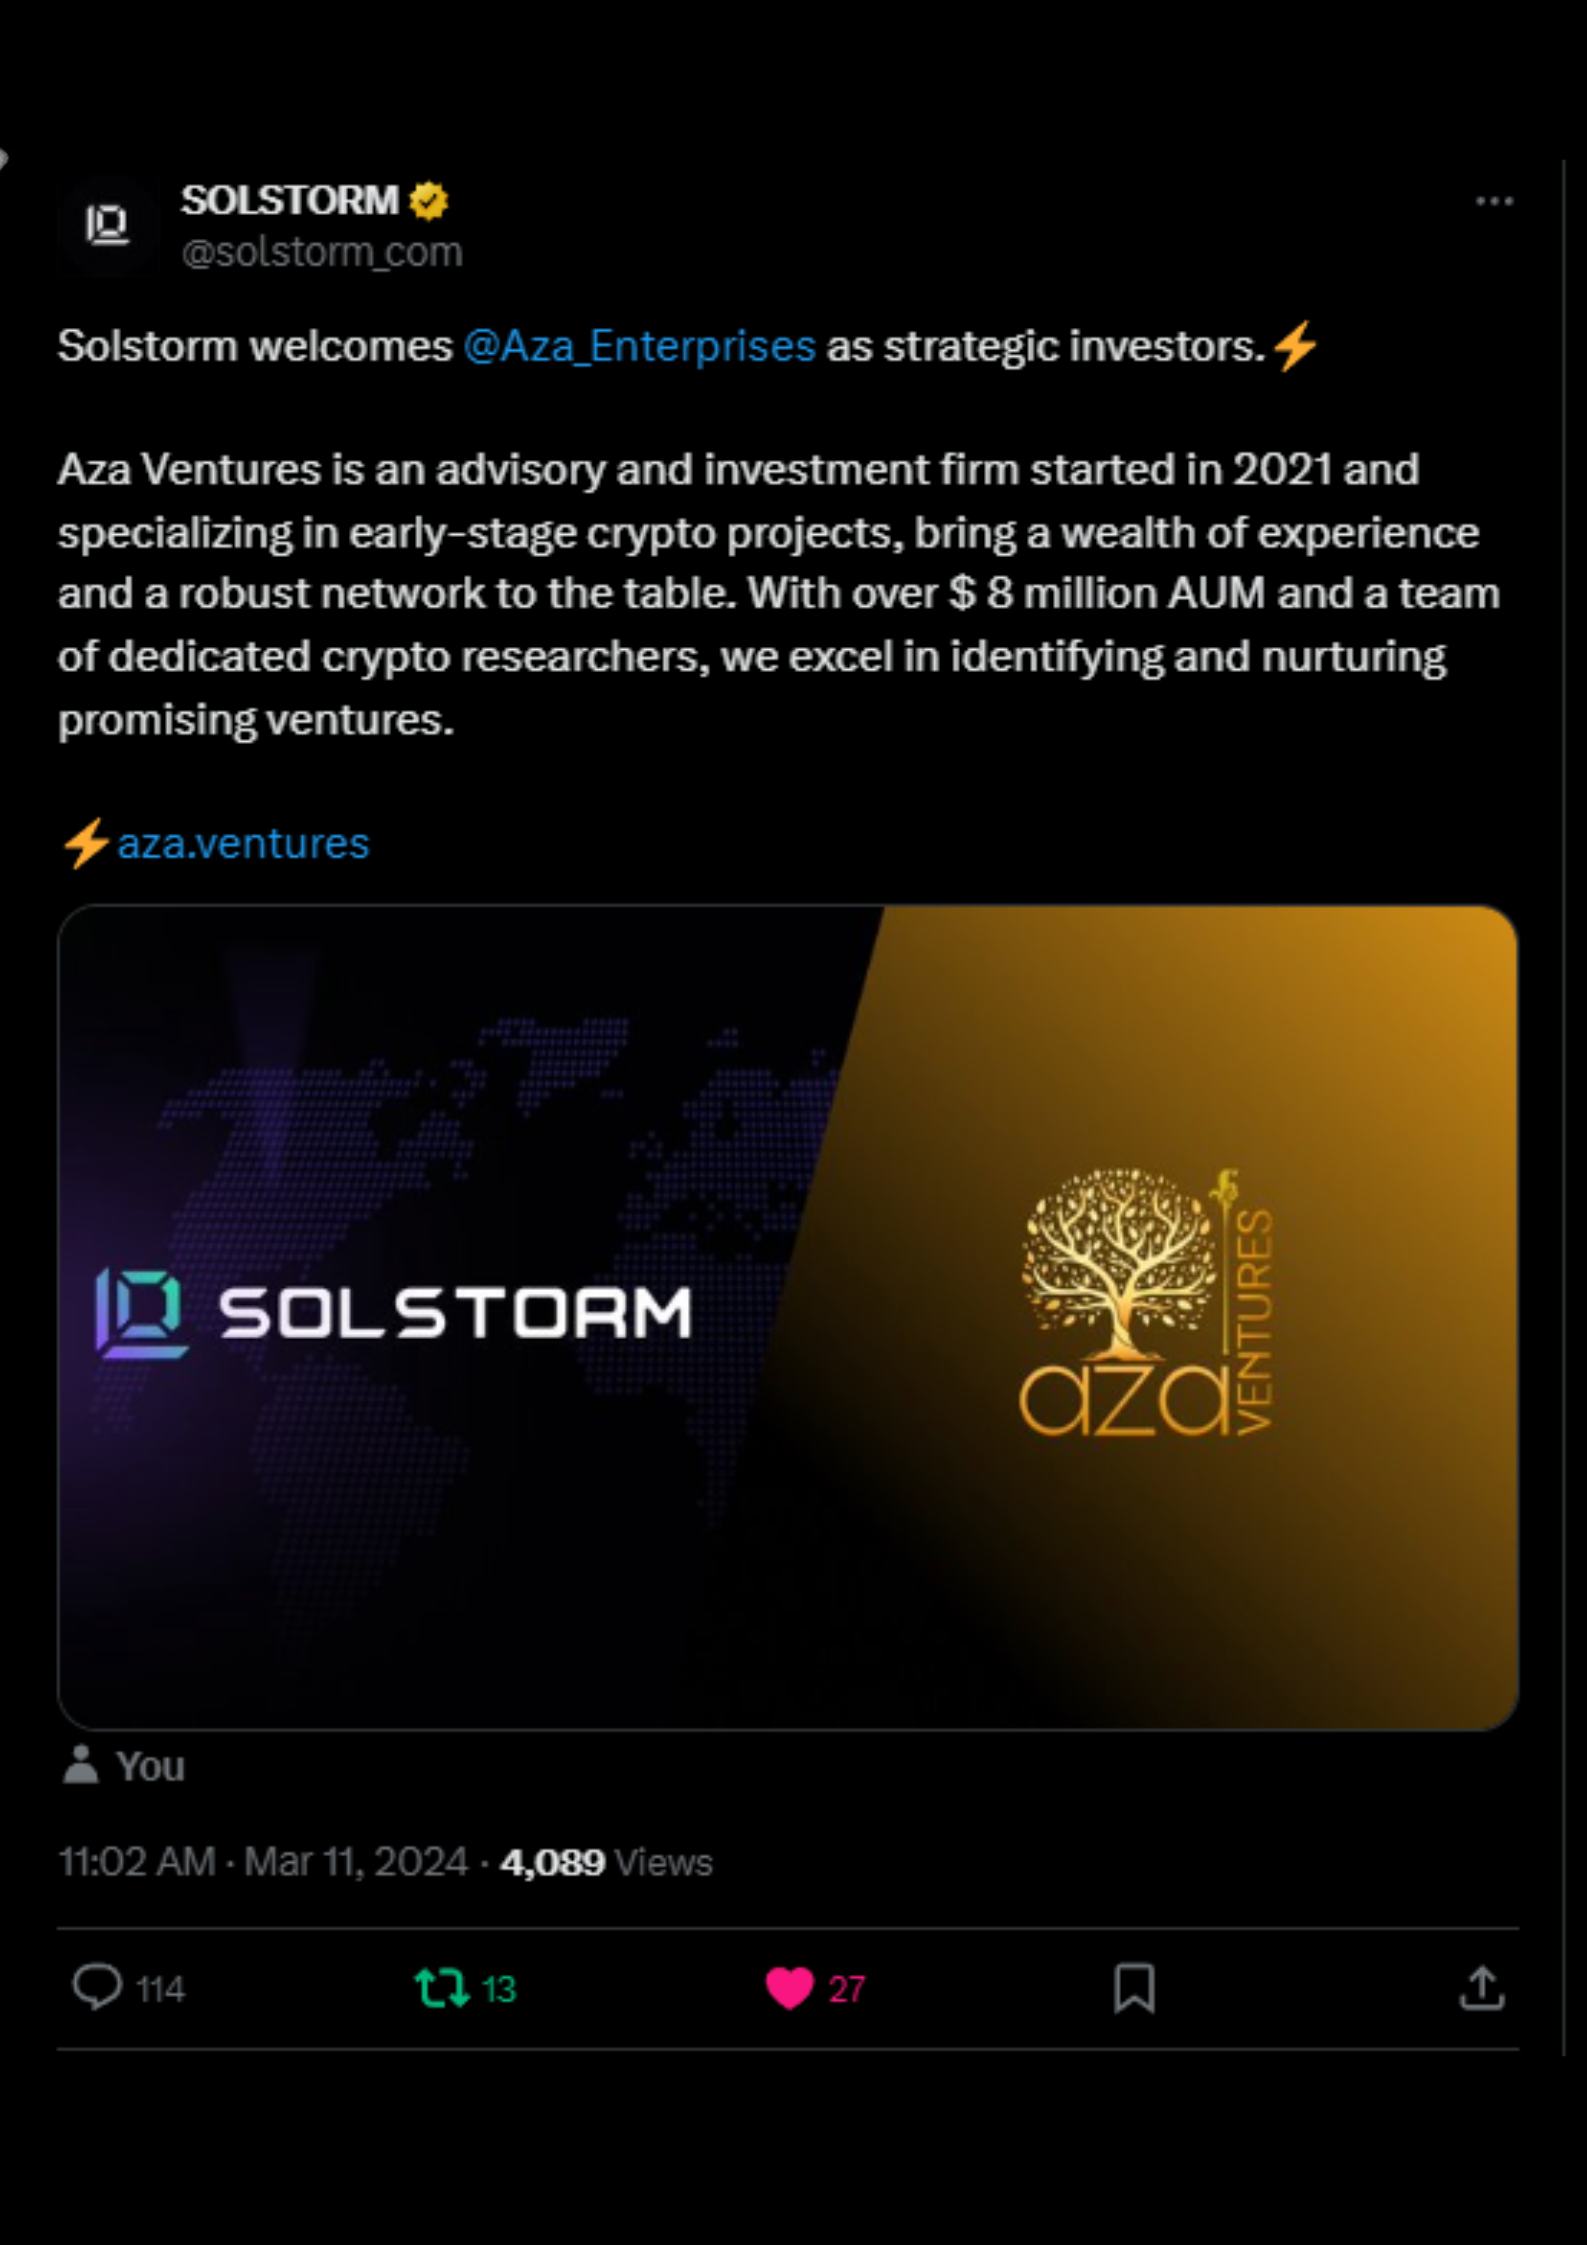 SOLSTORM
@solstorm_com
Solstorm welcomes @Aza_Enterprises as strategic investors.⚡
Aza Ventures is an advisory and investment firm started in 2021 and
specializing in early-stage crypto projects, bring a wealth of experience
and a robust network to the table. With over $ 8 million AUM and a team
of dedicated crypto researchers, we excel in identifying and nurturing
promising ventures.
⚡aza.ventures
SOLSTORM
aza
VENTURES
You
11:02 AM · Mar 11, 2024 · 4,089 Views
114 13 27